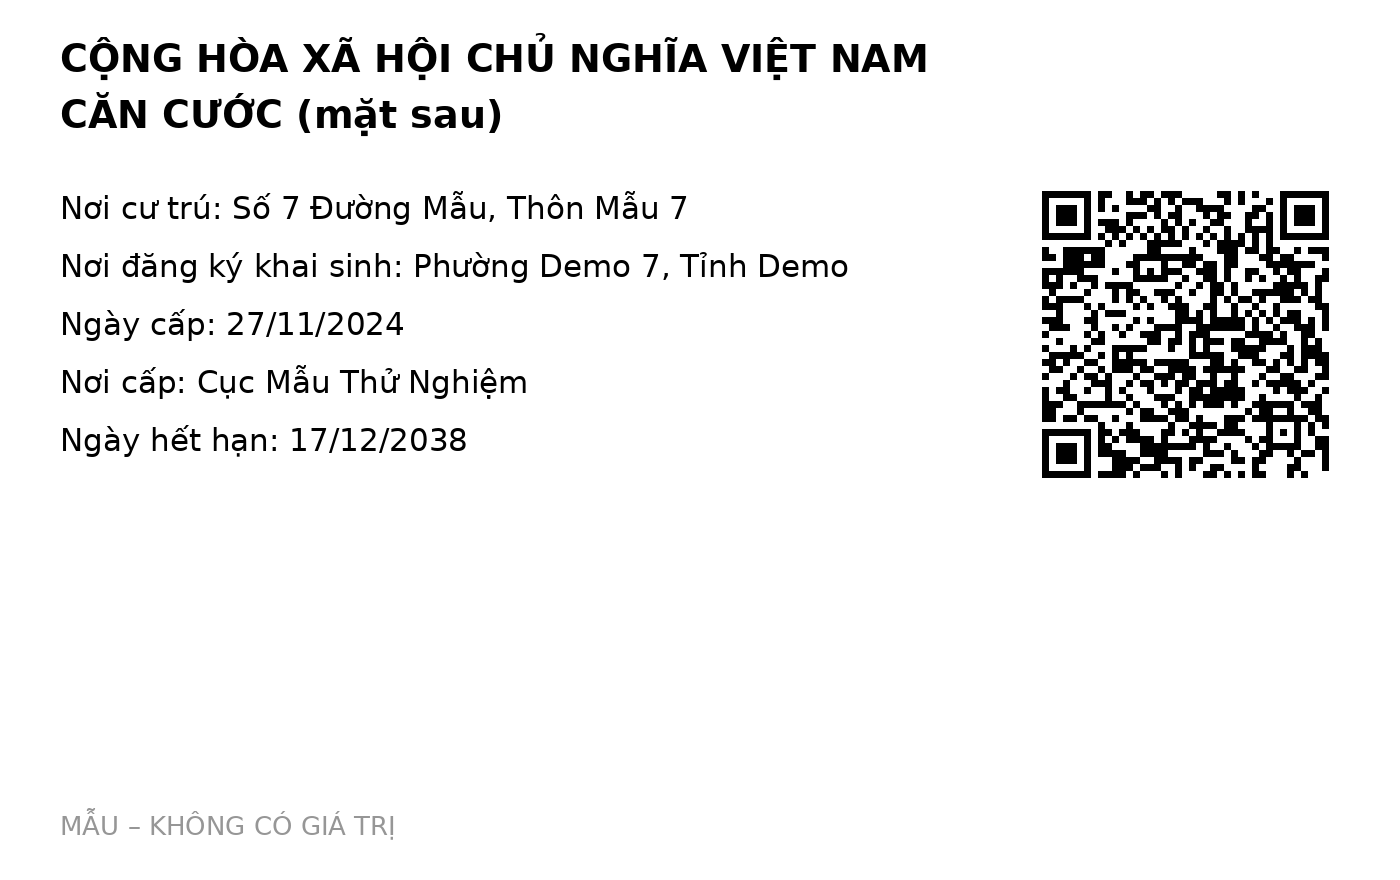 CỘNG HÒA XÃ HỘI CHỦ NGHĨA VIỆT NAM
CĂN CƯỚC (mặt sau)
Nơi cư trú: Số 7 Đường Mẫu, Thôn Mẫu 7
Nơi đăng ký khai sinh: Phường Demo 7, Tỉnh Demo
Ngày cấp: 27/11/2024
Nơi cấp: Cục Mẫu Thử Nghiệm
Ngày hết hạn: 17/12/2038
MẪU – KHÔNG CÓ GIÁ TRỊ